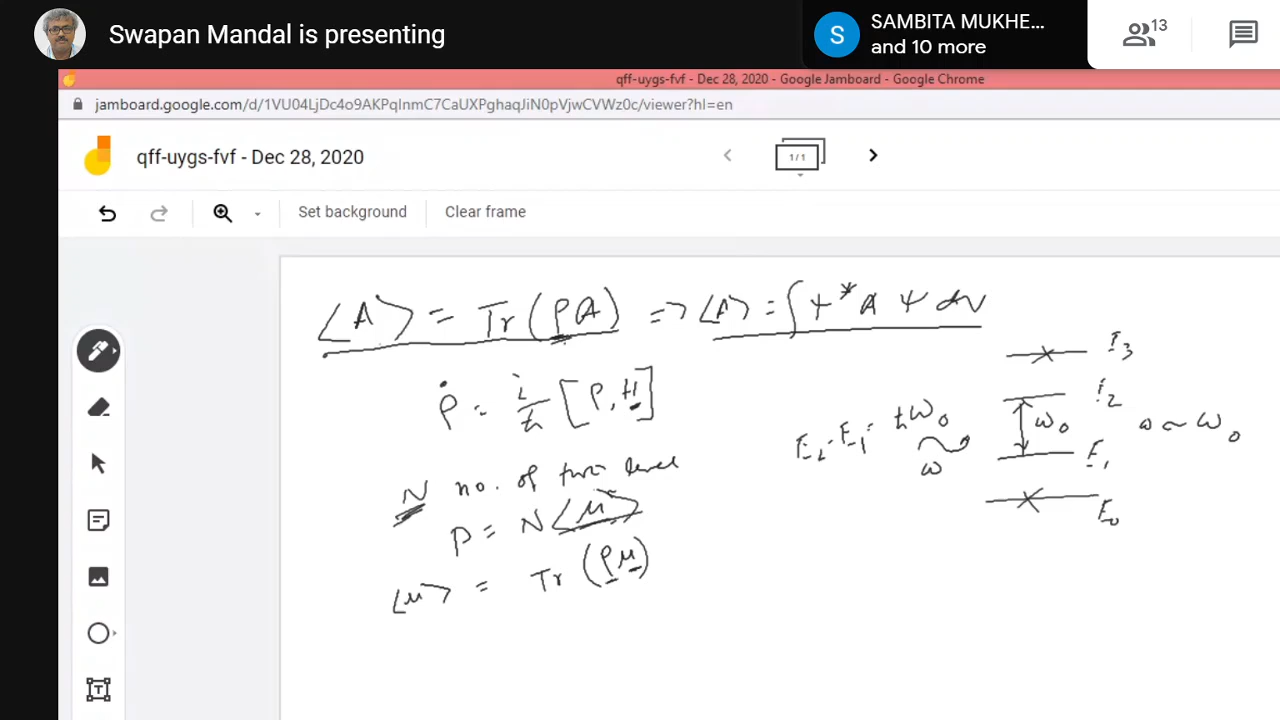 Swapan Mandal is presenting
S
SAMBITA MUKHE...
and 10 more
13
qff-uygs-fvf - Dec 28, 2020 - Google Jamboard - Google Chrome
jamboard.google.com/d/1VU04LjDc4o9AKPqlnmC7CaUXPghaqJiN0pVjwCVWz0c/viewer?hl=en
qff-uygs-fvf - Dec 28, 2020
1/1
Set background
Clear frame
⟨A⟩ = Tr(ρA) => ⟨A⟩ = ∫ψ* A ψ dv
E₃
ρ̇ = i/ħ [ρ, H]
E₂
E₂-E₁ = ħω₀
ω
ω₀
ω ~ ω₀
E₁
N no. of two level
E₀
P = N⟨μ⟩
⟨μ⟩ = Tr (ρμ)
T